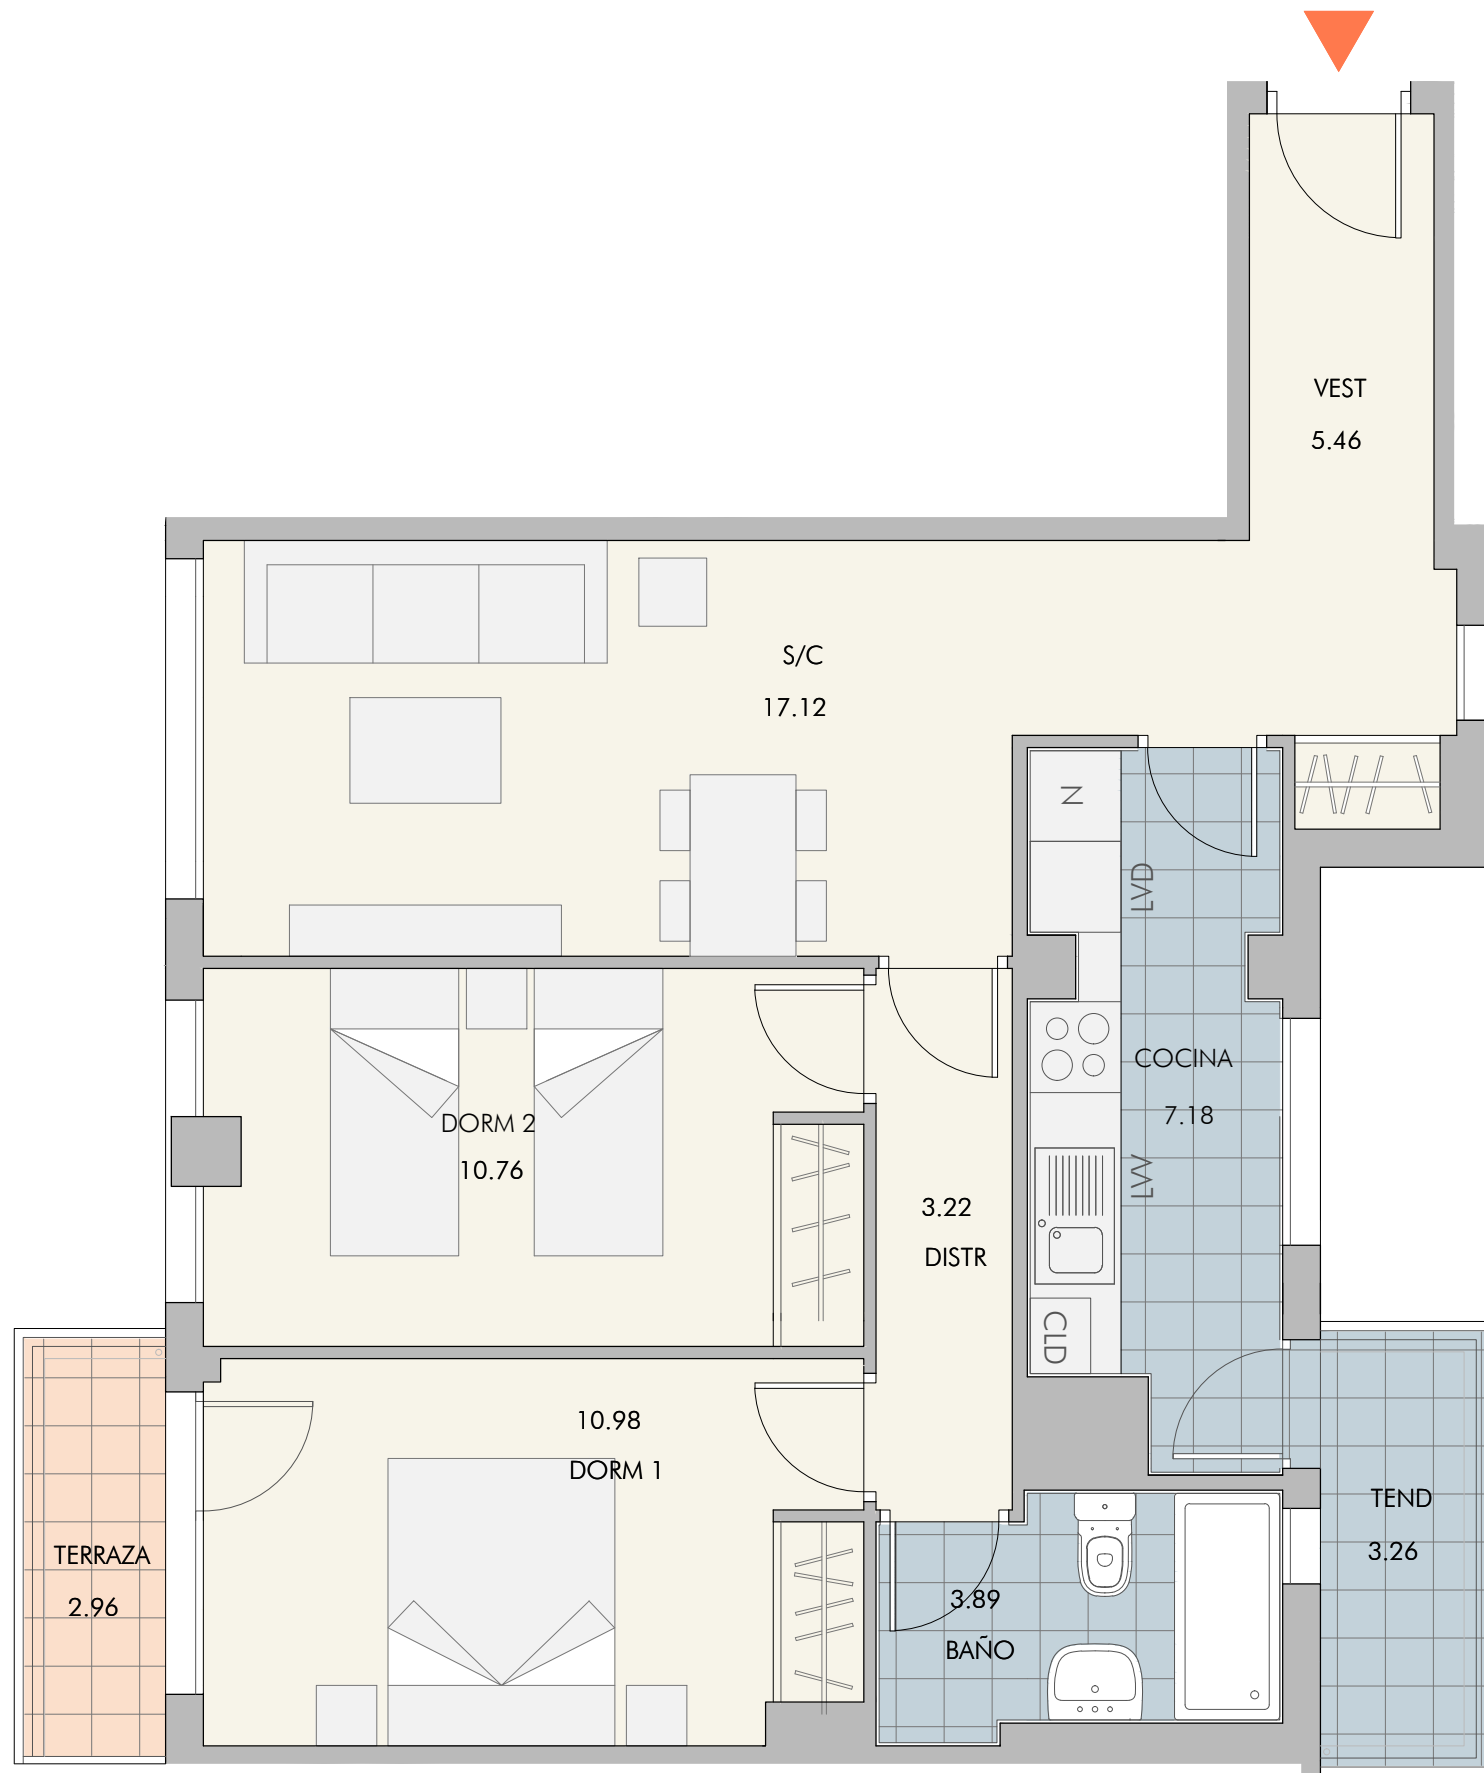 VEST
5.46
S/C
17.12
N
LVD
COCINA
7.18
DORM 2
10.76
LVV
3.22
DISTR
CLD
10.98
DORM 1
TEND
3.26
TERRAZA
2.96
3.89
BAÑO